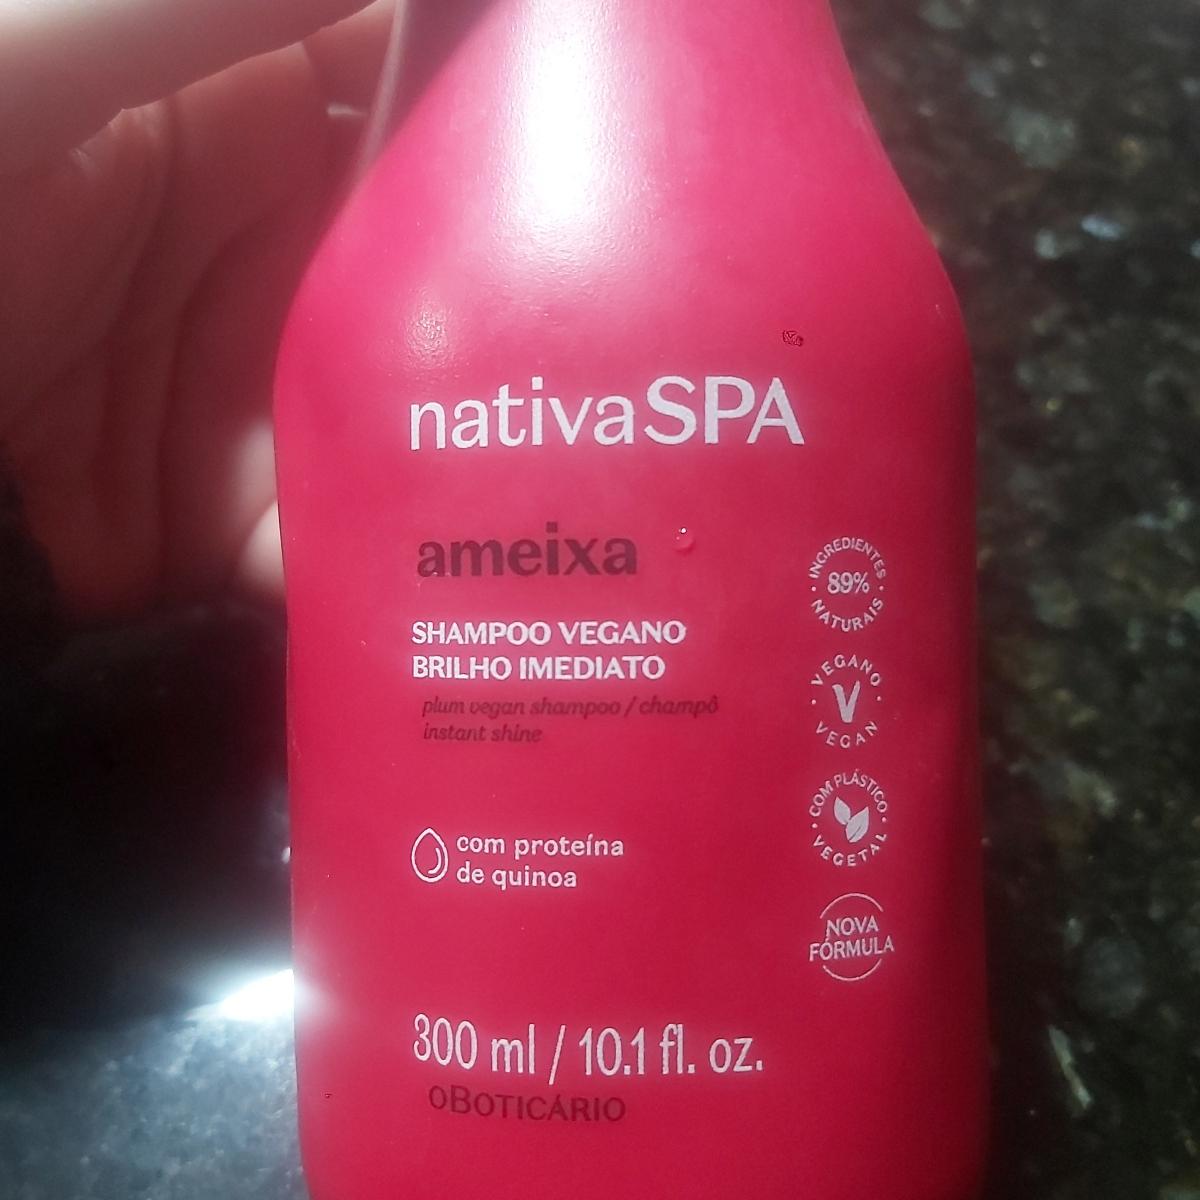 nativaSPA
ameixa
SHAMPOO VEGANO
BRILHO IMEDIATO
plum vegan shampoo / champô
instant shine
com proteína
de quinoa
INGREDIENTES
89%
NATURAIS
VEGANO
V
VEGAN
COM PLÁSTICO
VEGETAL
NOVA
FÓRMULA
300 ml / 10.1 fl. oz.
oBOTICÁRIO